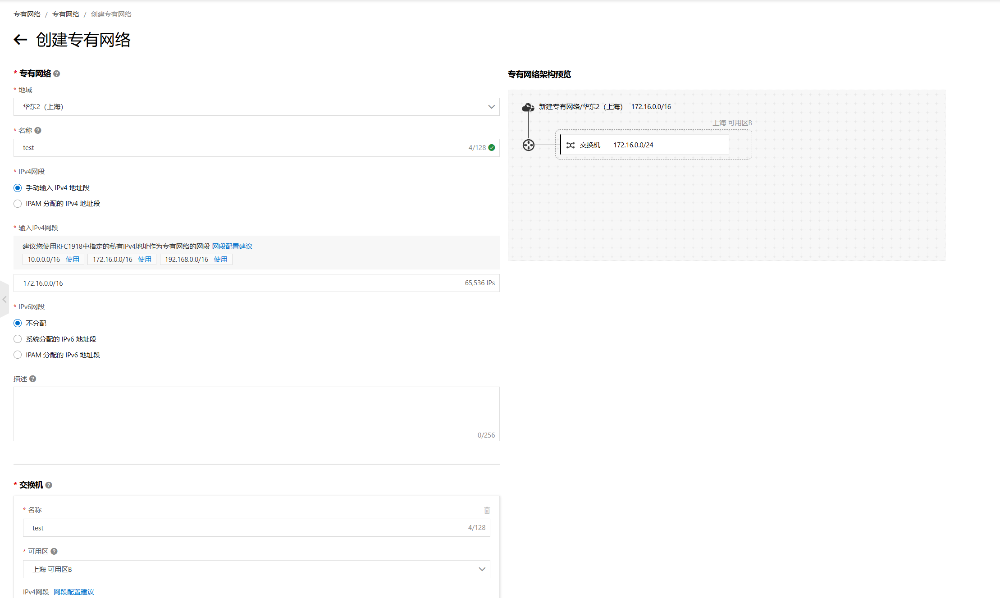 专有网络 / 专有网络 / 创建专有网络
创建专有网络
* 专有网络
* 地域
华东2（上海）
* 名称
test
4/128
* IPv4网段
手动输入 IPv4 地址段
IPAM 分配的 IPv4 地址段
* 输入IPv4网段
建议您使用RFC1918中指定的私有IPv4地址作为专有网络的网段 网段配置建议
10.0.0.0/16 使用 172.16.0.0/16 使用 192.168.0.0/16 使用
172.16.0.0/16
65,536 IPs
* IPv6网段
不分配
系统分配的 IPv6 地址段
IPAM 分配的 IPv6 地址段
描述
0/256
* 交换机
* 名称
test
4/128
* 可用区
上海 可用区B
IPv4网段 网段配置建议
专有网络架构预览
新建专有网络/华东2（上海）- 172.16.0.0/16
上海 可用区B
交换机 172.16.0.0/24